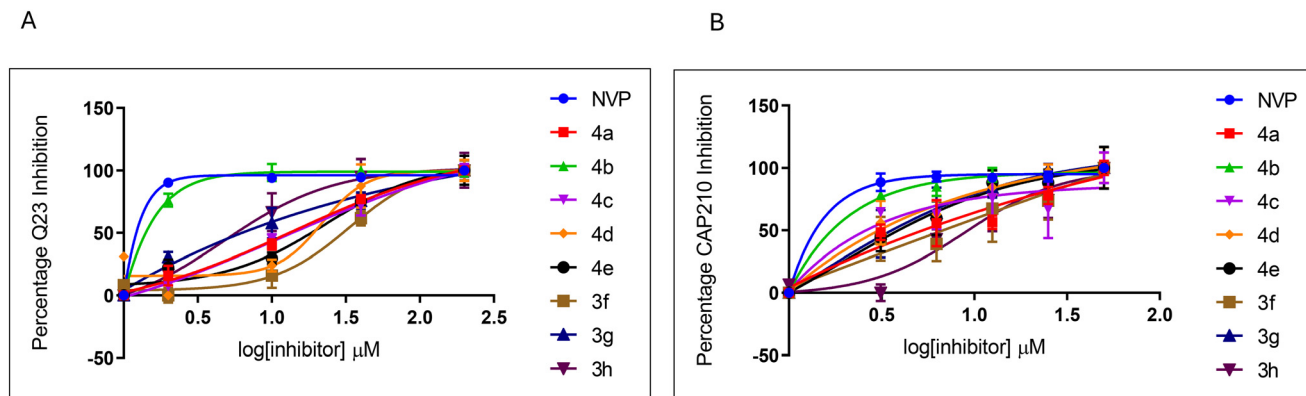 A
Percentage Q23 Inhibition
150
100
50
0
-50
0.5
1.0
1.5
2.0
2.5
log[inhibitor] μM
NVP
4a
4b
4c
4d
4e
3f
3g
3h
B
Percentage CAP210 Inhibition
150
100
50
0
-50
0.5
1.0
1.5
2.0
log[inhibitor] μM
NVP
4a
4b
4c
4d
4e
3f
3g
3h